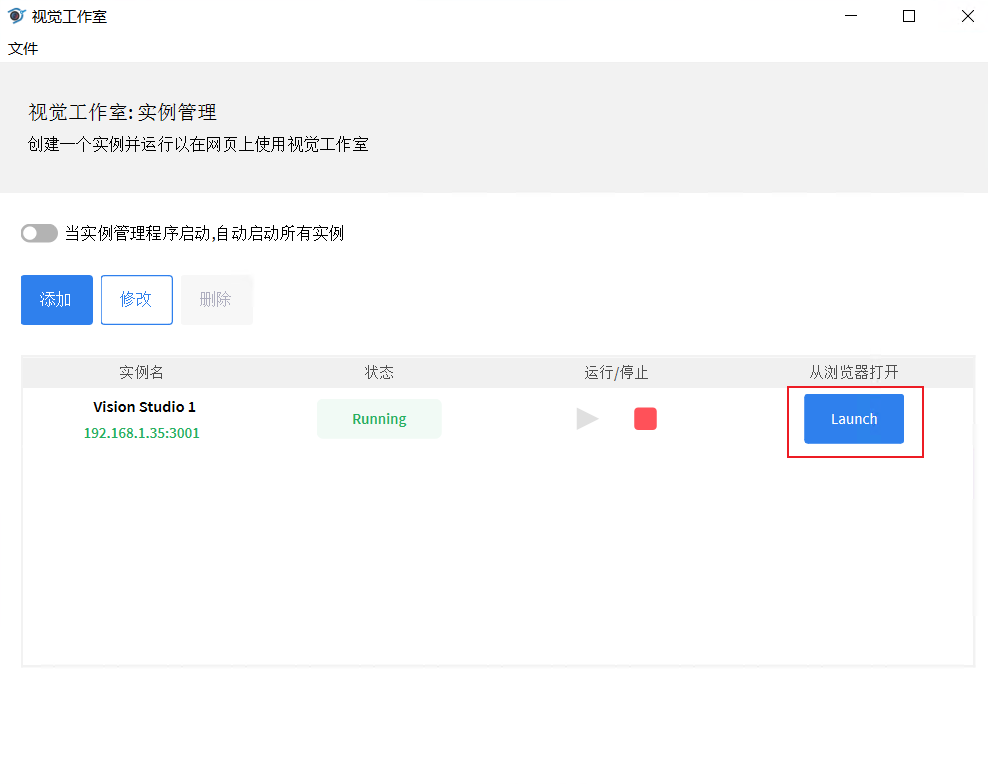 视觉工作室
文件
视觉工作室: 实例管理
创建一个实例并运行以在网页上使用视觉工作室
当实例管理程序启动,自动启动所有实例
添加 修改 删除
实例名 状态 运行/停止 从浏览器打开
Vision Studio 1
192.168.1.35:3001
Running
Launch